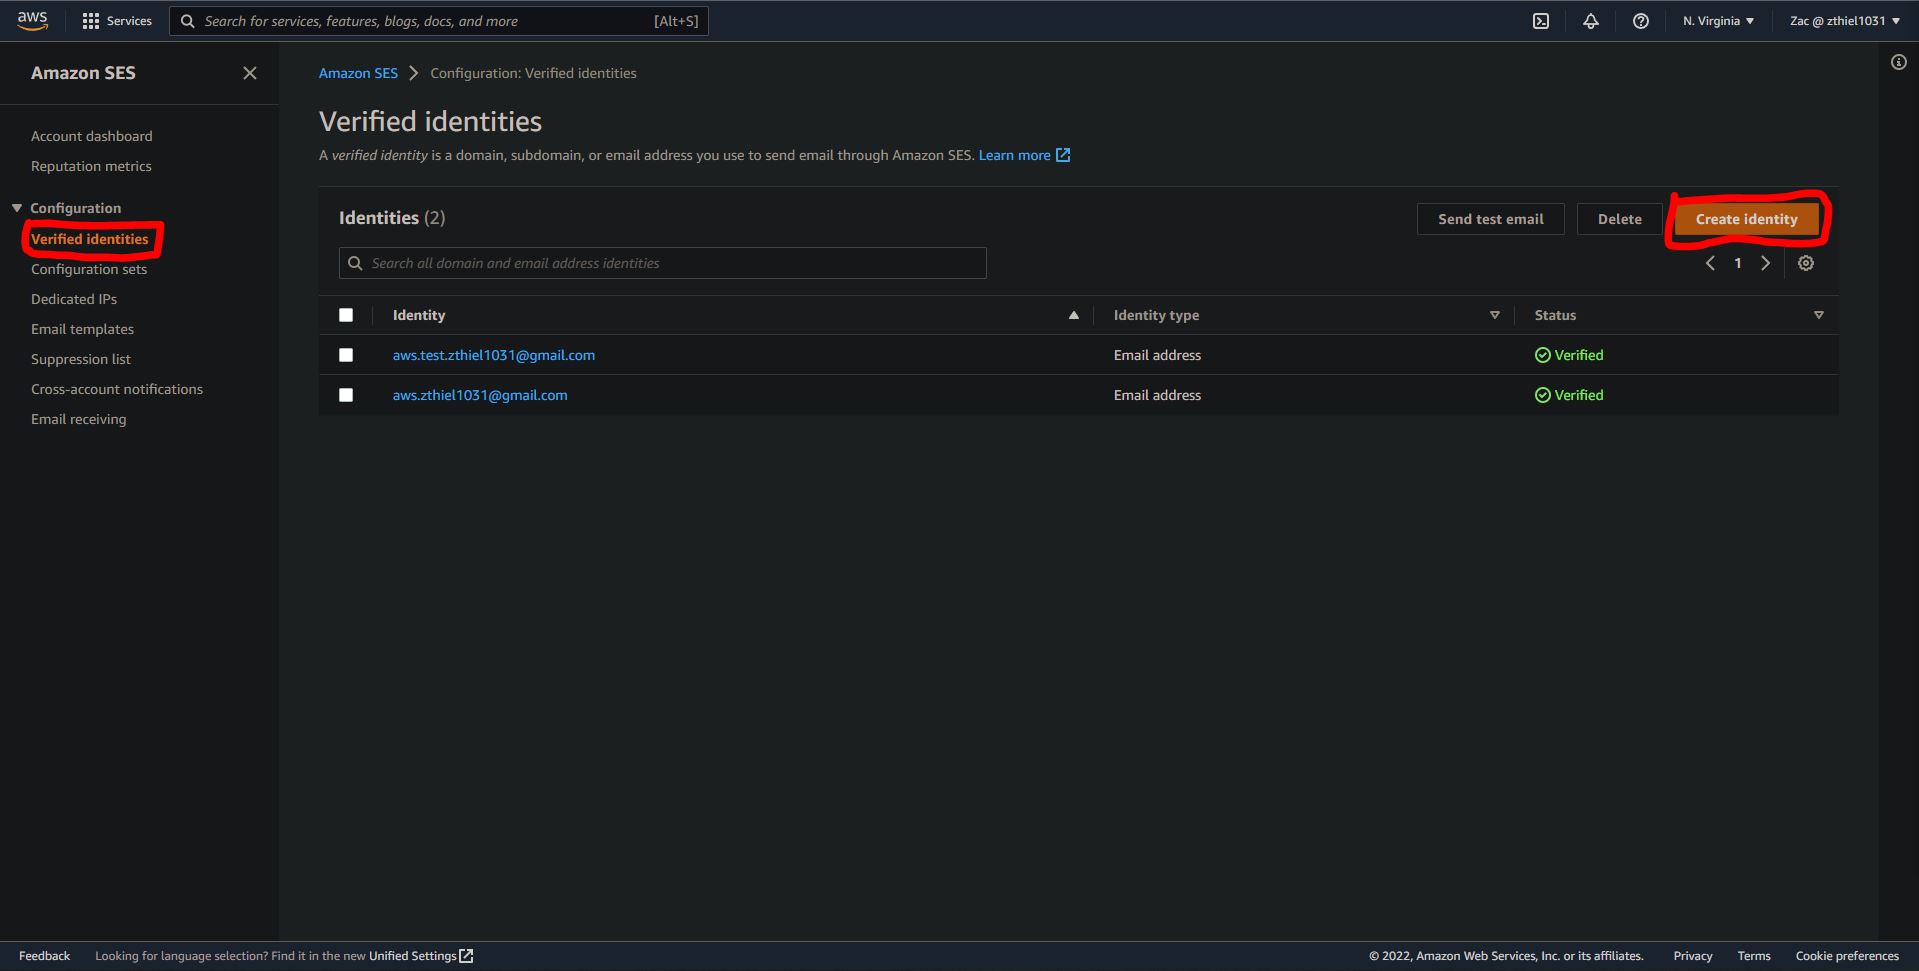 aws
Services
Search for services, features, blogs, docs, and more
[Alt+S]
N. Virginia
Zac @ zthiel1031
Amazon SES
Account dashboard
Reputation metrics
Configuration
Verified identities
Configuration sets
Dedicated IPs
Email templates
Suppression list
Cross-account notifications
Email receiving
Amazon SES > Configuration: Verified identities
Verified identities
A verified identity is a domain, subdomain, or email address you use to send email through Amazon SES. Learn more
Identities (2)
Send test email
Delete
Create identity
Search all domain and email address identities
1
Identity Identity type Status
aws.test.zthiel1031@gmail.com Email address Verified
aws.zthiel1031@gmail.com Email address Verified
Feedback
Looking for language selection? Find it in the new Unified Settings
© 2022, Amazon Web Services, Inc. or its affiliates.
Privacy
Terms
Cookie preferences